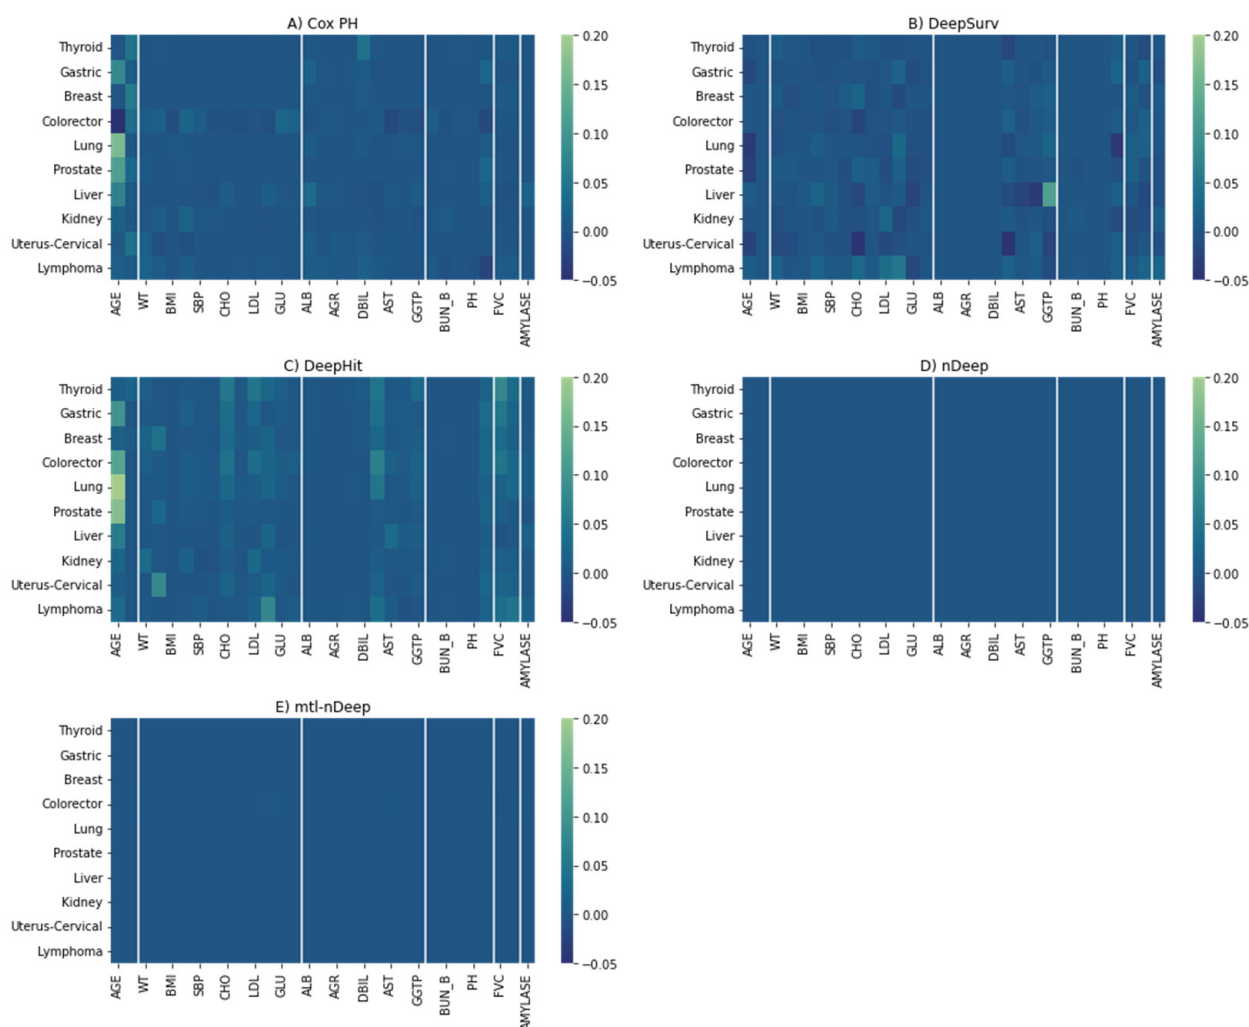 A) Cox PH
Thyroid
Gastric
Breast
Colorector
Lung
Prostate
Liver
Kidney
Uterus-Cervical
Lymphoma
AGE WT BMI SBP CHO LDL GLU ALB AGR DBIL AST GGTP BUN_B PH FVC AMYLASE
0.20
0.15
0.10
0.05
0.00
−0.05
B) DeepSurv
Thyroid
Gastric
Breast
Colorector
Lung
Prostate
Liver
Kidney
Uterus-Cervical
Lymphoma
AGE WT BMI SBP CHO LDL GLU ALB AGR DBIL AST GGTP BUN_B PH FVC AMYLASE
0.20
0.15
0.10
0.05
0.00
−0.05
C) DeepHit
Thyroid
Gastric
Breast
Colorector
Lung
Prostate
Liver
Kidney
Uterus-Cervical
Lymphoma
AGE WT BMI SBP CHO LDL GLU ALB AGR DBIL AST GGTP BUN_B PH FVC AMYLASE
0.20
0.15
0.10
0.05
0.00
−0.05
D) nDeep
Thyroid
Gastric
Breast
Colorector
Lung
Prostate
Liver
Kidney
Uterus-Cervical
Lymphoma
AGE WT BMI SBP CHO LDL GLU ALB AGR DBIL AST GGTP BUN_B PH FVC AMYLASE
0.20
0.15
0.10
0.05
0.00
−0.05
E) mtl-nDeep
Thyroid
Gastric
Breast
Colorector
Lung
Prostate
Liver
Kidney
Uterus-Cervical
Lymphoma
AGE WT BMI SBP CHO LDL GLU ALB AGR DBIL AST GGTP BUN_B PH FVC AMYLASE
0.20
0.15
0.10
0.05
0.00
−0.05